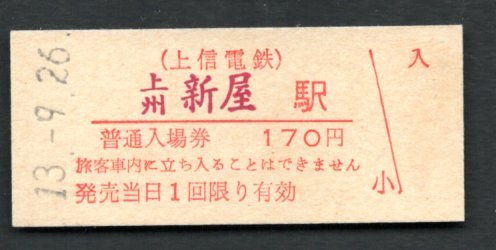 13.-9.26.
(上信電鉄)
上州新屋駅
普通入場券 170円
旅客車内に立ち入ることはできません
発売当日1回限り有効
入
小